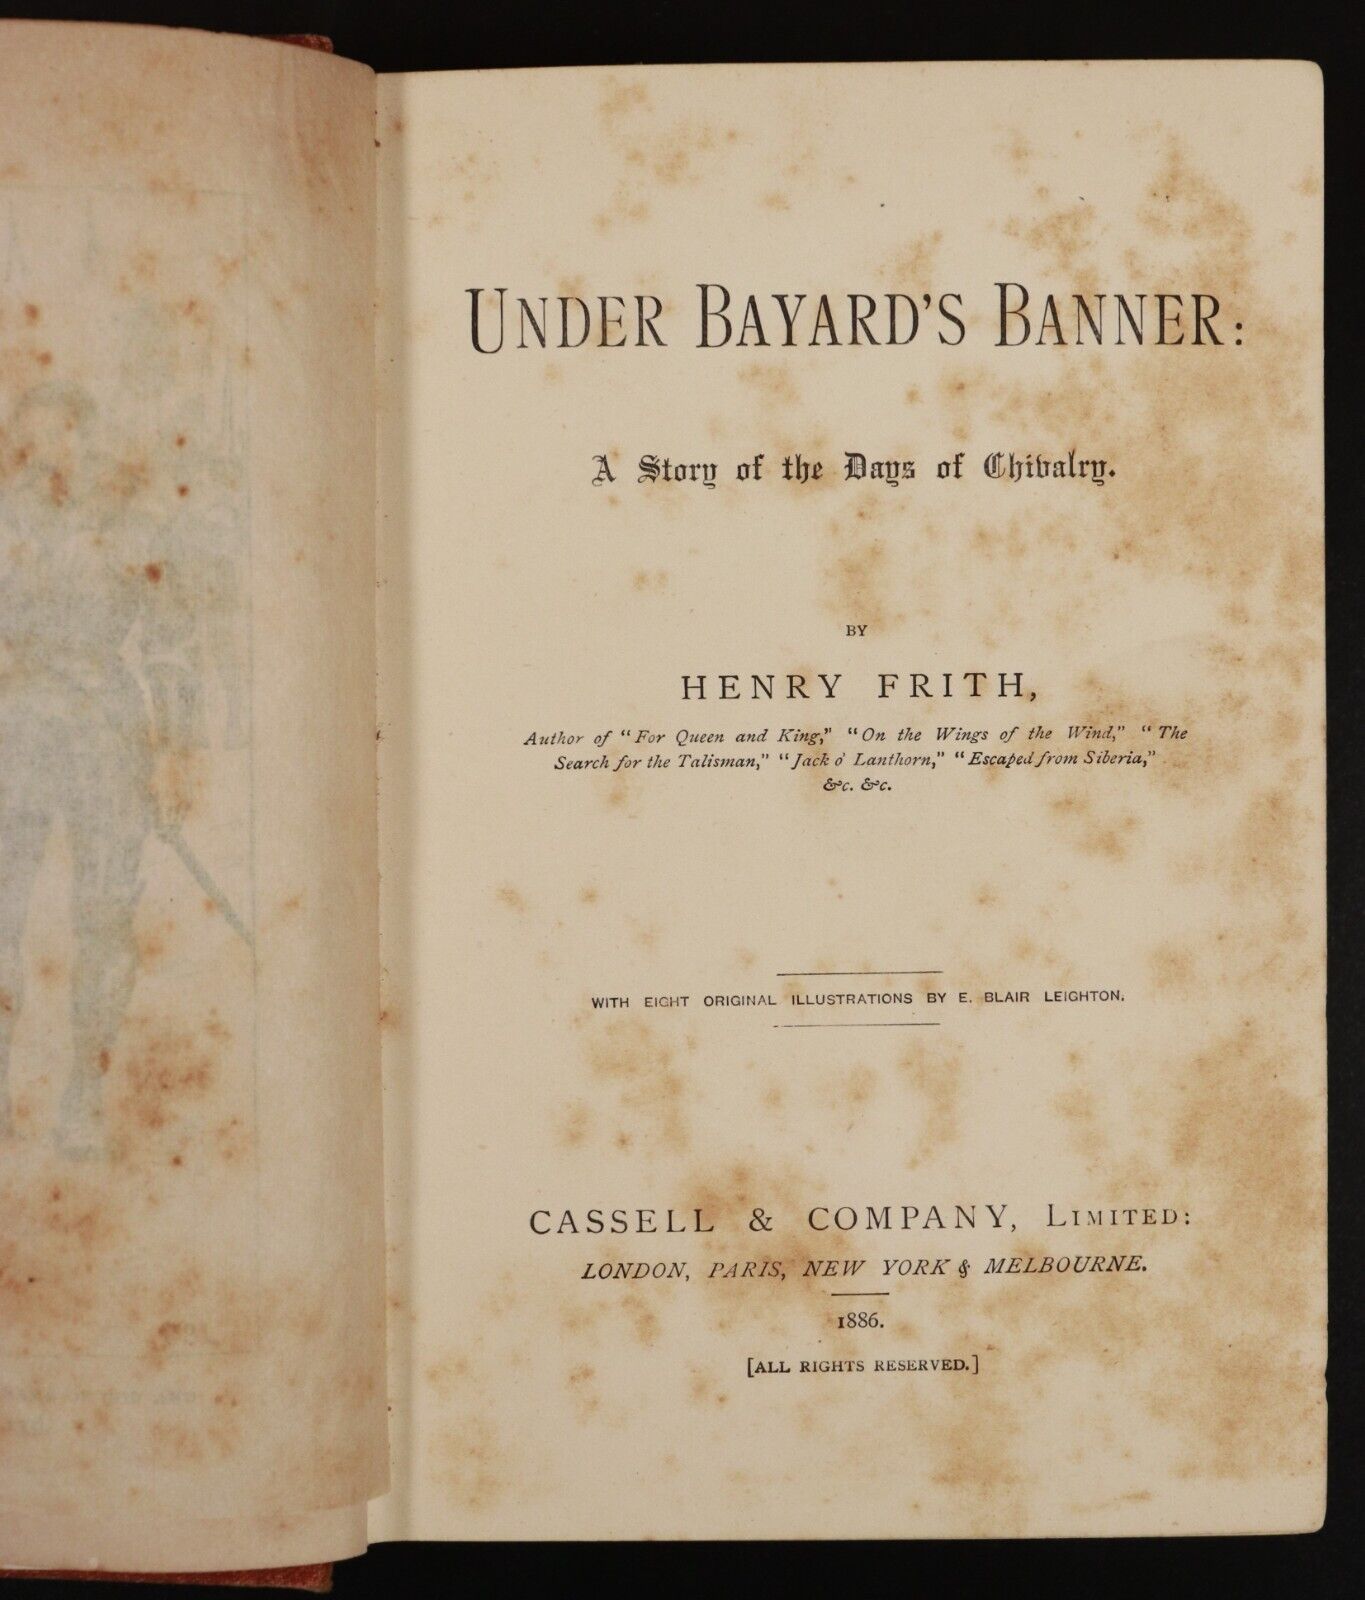 UNDER BAYARD'S BANNER:
A Story of the Days of Chivalry.
BY
HENRY FRITH,
Author of "For Queen and King," "On the Wings of the Wind," "The
Search for the Talisman," "Jack o' Lanthorn," "Escaped from Siberia,"
&c. &c.
WITH EIGHT ORIGINAL ILLUSTRATIONS BY E. BLAIR LEIGHTON.
CASSELL & COMPANY, LIMITED:
LONDON, PARIS, NEW YORK & MELBOURNE.
1886.
[ALL RIGHTS RESERVED.]